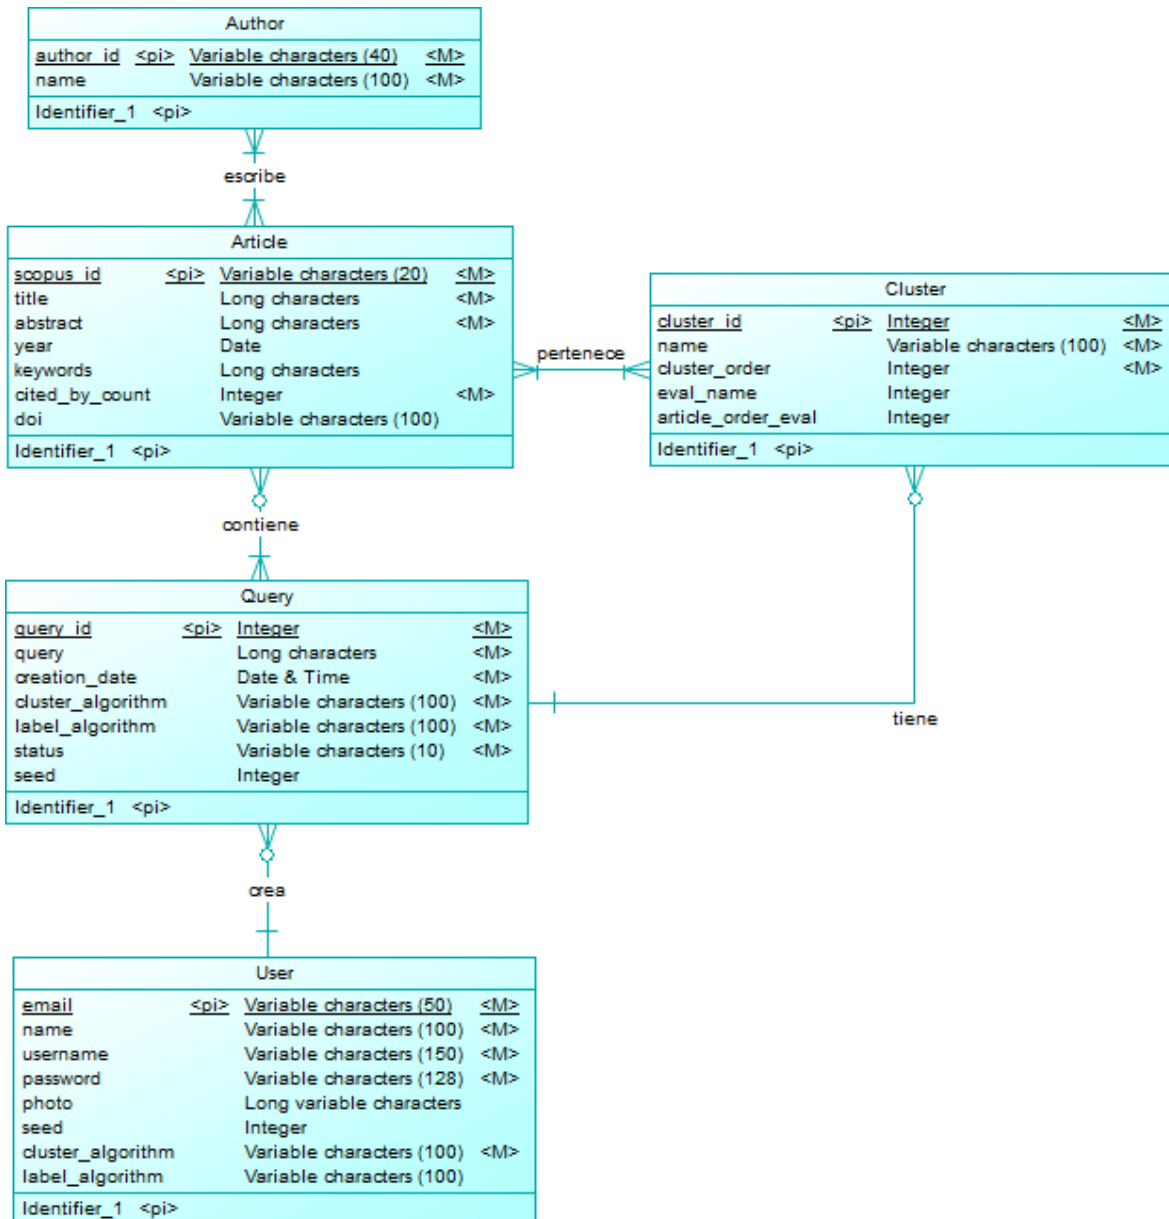 Author
author_id <pi> Variable characters (40) <M>
name Variable characters (100) <M>
Identifier_1 <pi>
escribe
Article
scopus_id <pi> Variable characters (20) <M>
title Long characters <M>
abstract Long characters <M>
year Date
keywords Long characters
cited_by_count Integer <M>
doi Variable characters (100)
Identifier_1 <pi>
pertenece
Cluster
cluster_id <pi> Integer <M>
name Variable characters (100) <M>
cluster_order Integer <M>
eval_name Integer
article_order_eval Integer
Identifier_1 <pi>
contiene
Query
query_id <pi> Integer <M>
query Long characters <M>
creation_date Date & Time <M>
cluster_algorithm Variable characters (100) <M>
label_algorithm Variable characters (100) <M>
status Variable characters (10) <M>
seed Integer
Identifier_1 <pi>
tiene
crea
User
email <pi> Variable characters (50) <M>
name Variable characters (100) <M>
username Variable characters (150) <M>
password Variable characters (128) <M>
photo Long variable characters
seed Integer
cluster_algorithm Variable characters (100) <M>
label_algorithm Variable characters (100)
Identifier_1 <pi>